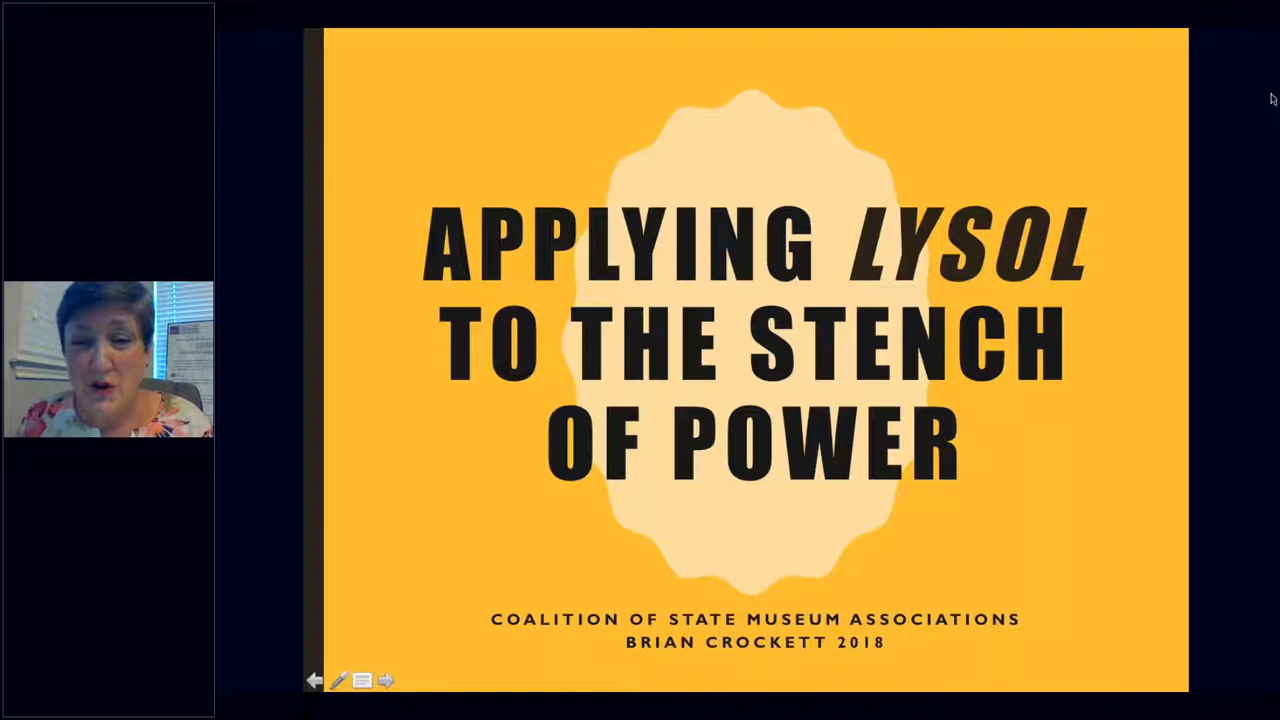 APPLYING LYSOL
TO THE STENCH
OF POWER
COALITION OF STATE MUSEUM ASSOCIATIONS
BRIAN CROCKETT 2018